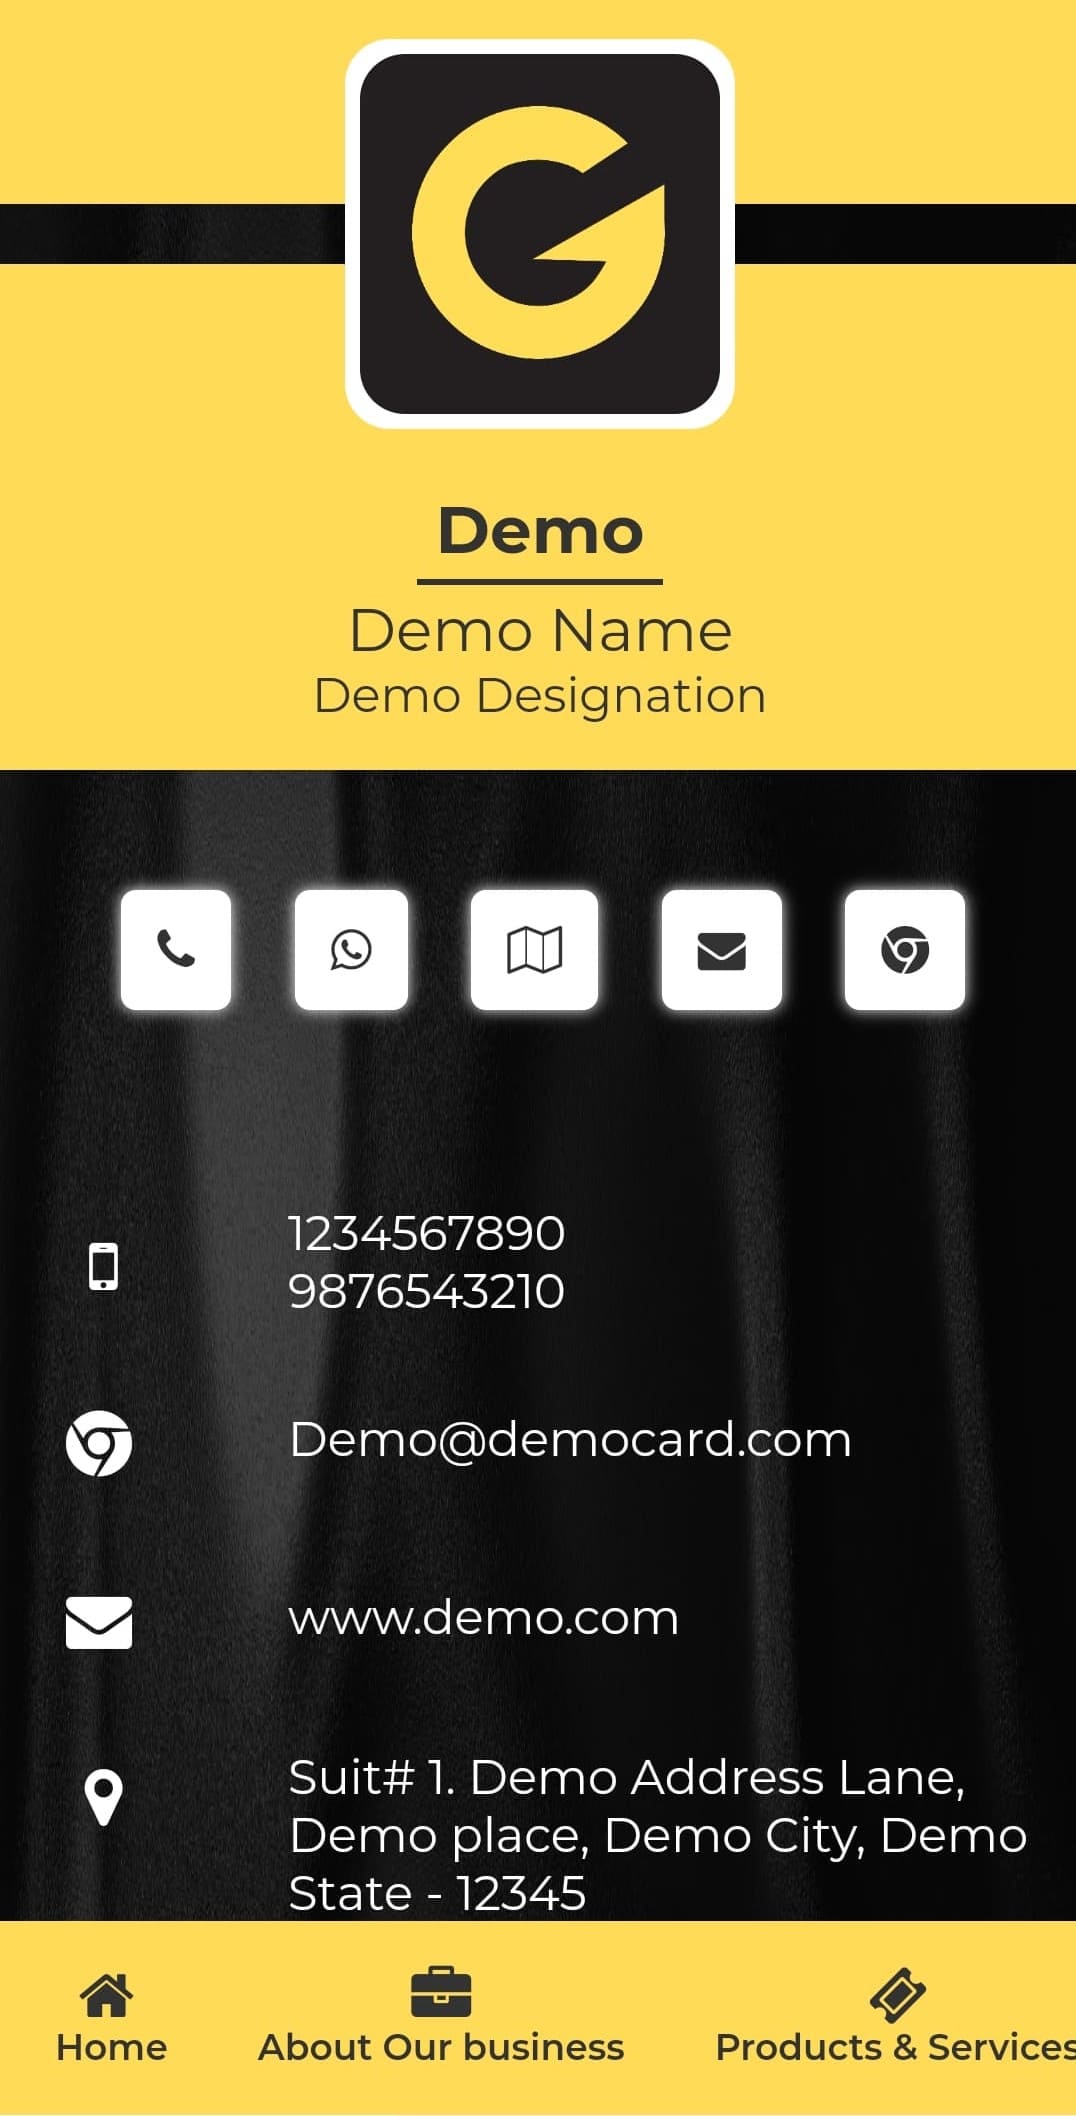 Demo
Demo Name
Demo Designation
1234567890
9876543210
Demo@democard.com
www.demo.com
Suit# 1. Demo Address Lane,
Demo place, Demo City, Demo
State - 12345
Home
About Our business
Products & Services